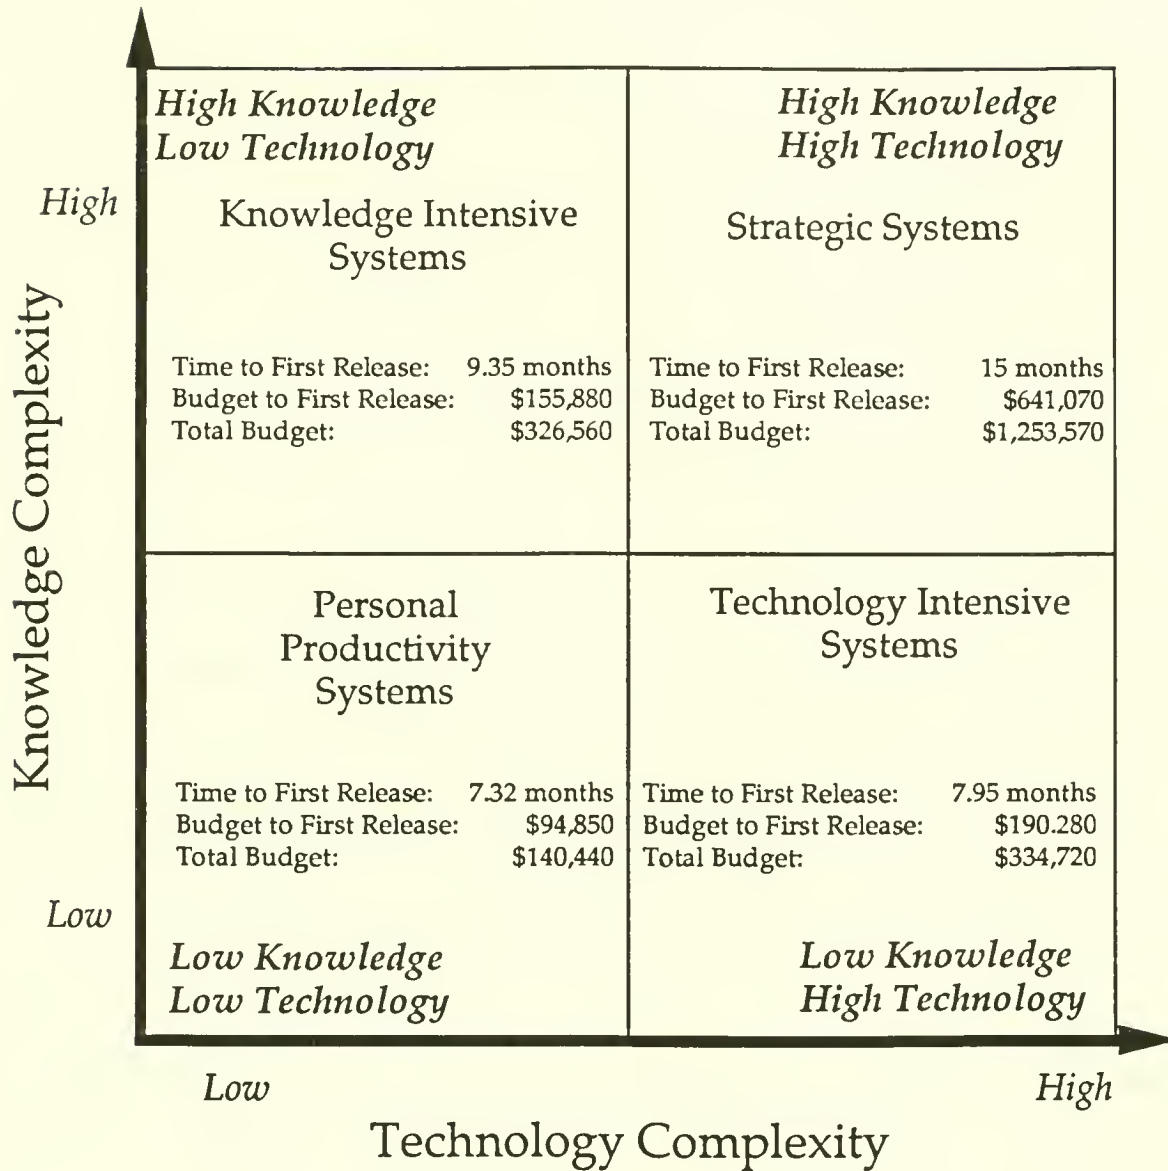 High Knowledge
Low Technology
High Knowledge
High Technology
High
Knowledge Intensive
Systems
Strategic Systems
Time to First Release: 9.35 months
Budget to First Release: $155,880
Total Budget: $326,560
Time to First Release: 15 months
Budget to First Release: $641,070
Total Budget: $1,253,570
Knowledge Complexity
Personal
Productivity
Systems
Technology Intensive
Systems
Time to First Release: 7.32 months
Budget to First Release: $94,850
Total Budget: $140,440
Time to First Release: 7.95 months
Budget to First Release: $190.280
Total Budget: $334,720
Low
Low Knowledge
Low Technology
Low Knowledge
High Technology
Low
High
Technology Complexity